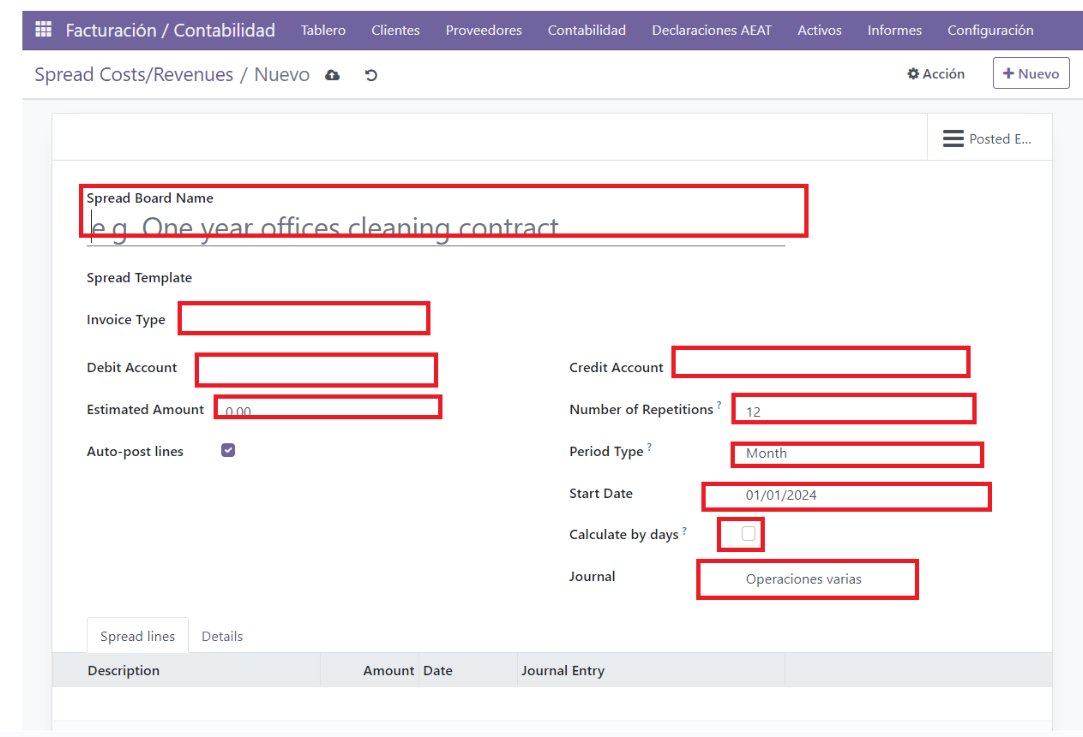 Facturación / Contabilidad Tablero Clientes Proveedores Contabilidad Declaraciones AEAT Activos Informes Configuración
Spread Costs/Revenues / Nuevo Acción + Nuevo
Posted E...
Spread Board Name
e.g. One year offices cleaning contract
Spread Template
Invoice Type
Debit Account Credit Account
Estimated Amount 0.00 Number of Repetitions ? 12
Auto-post lines Period Type ? Month
Start Date 01/01/2024
Calculate by days ?
Journal Operaciones varias
Spread lines Details
Description Amount Date Journal Entry